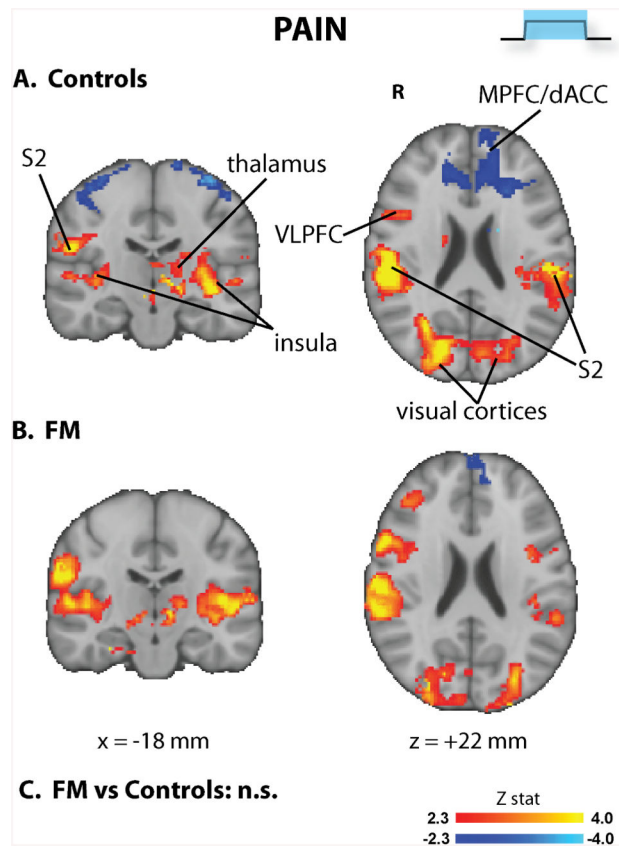 PAIN
A. Controls
R
MPFC/dACC
S2
thalamus
VLPFC
insula
S2
visual cortices
B. FM
x = -18 mm
z = +22 mm
C. FM vs Controls: n.s.
Z stat
2.3 4.0
-2.3 -4.0